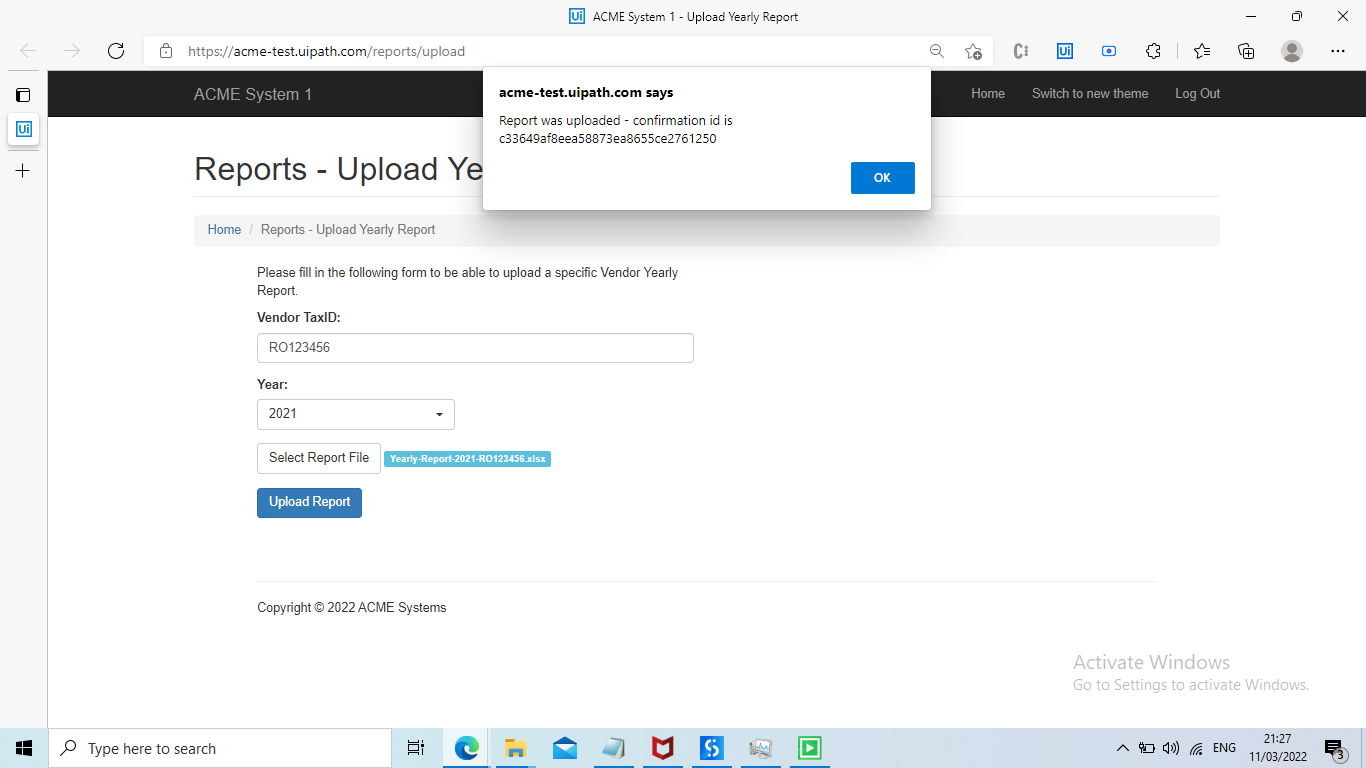 ACME System 1 - Upload Yearly Report
https://acme-test.uipath.com/reports/upload
ACME System 1
Home
Switch to new theme
Log Out
acme-test.uipath.com says
Report was uploaded - confirmation id is
c33649af8eea58873ea8655ce2761250
OK
Reports - Upload Ye
Home / Reports - Upload Yearly Report
Please fill in the following form to be able to upload a specific Vendor Yearly
Report.
Vendor TaxID:
RO123456
Year:
2021
Select Report File
Yearly-Report-2021-RO123456.xlsx
Upload Report
Copyright © 2022 ACME Systems
Activate Windows
Go to Settings to activate Windows.
Type here to search
ENG
21:27
11/03/2022
3